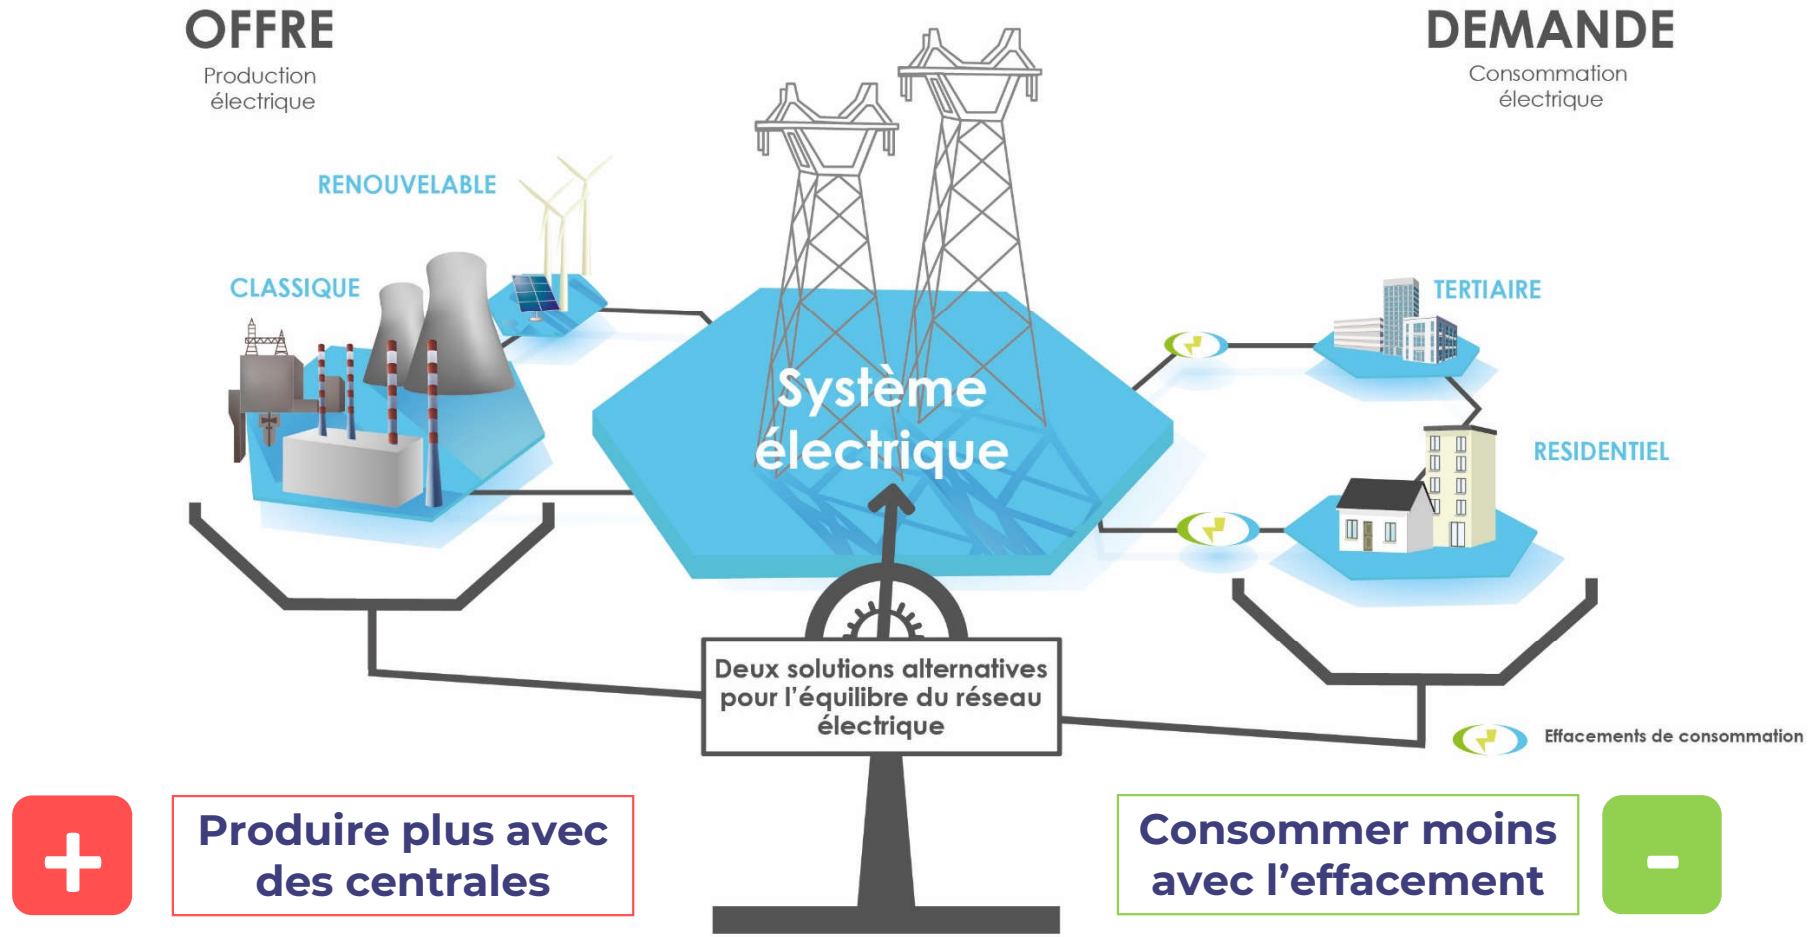 OFFRE
Production
électrique
DEMANDE
Consommation
électrique
RENOUVELABLE
CLASSIQUE
TERTIAIRE
RESIDENTIEL
Système
électrique
Deux solutions alternatives
pour l'équilibre du réseau
électrique
Effacements de consommation
+
Produire plus avec
des centrales
Consommer moins
avec l'effacement
-